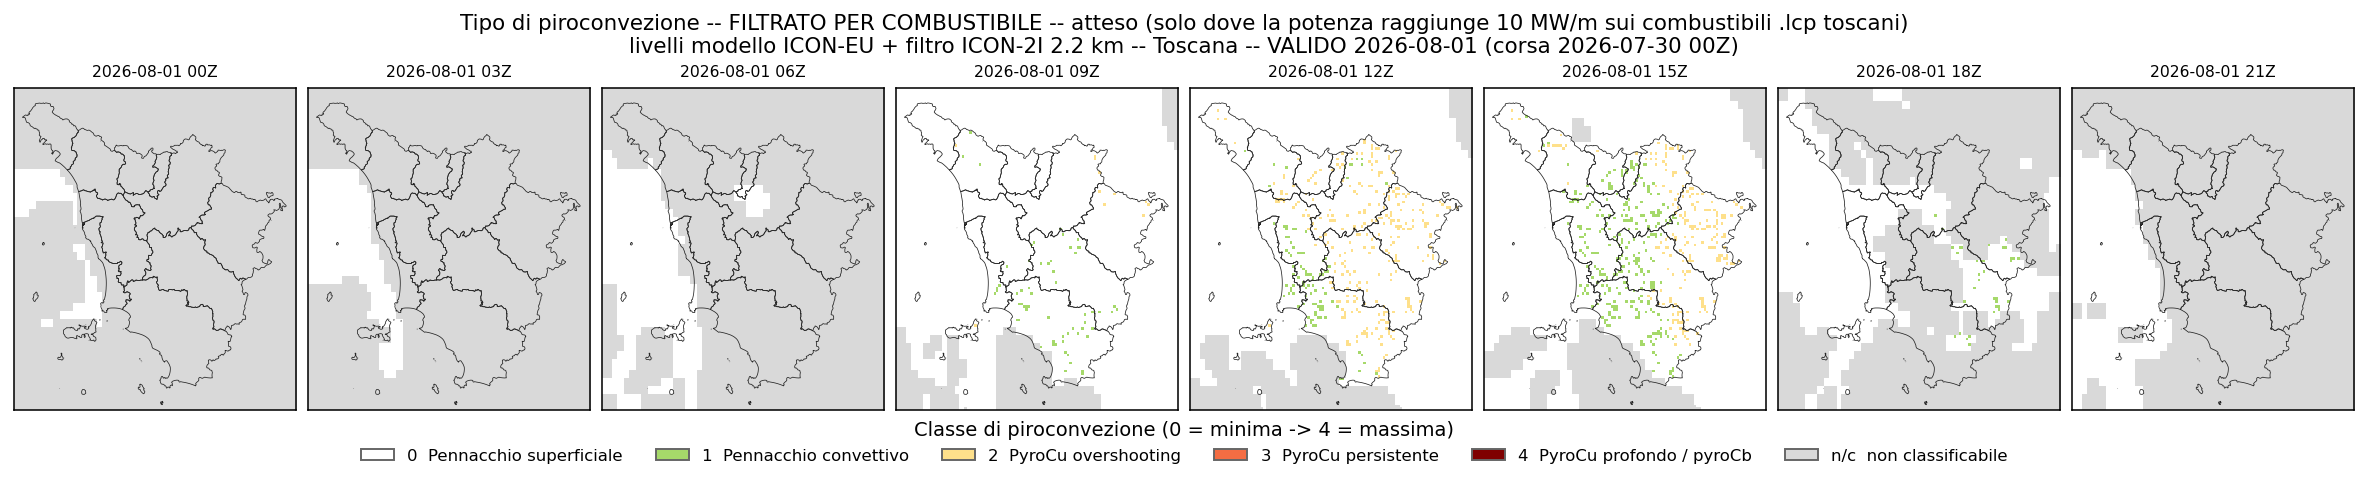 Tipo di piroconvezione -- FILTRATO PER COMBUSTIBILE -- atteso (solo dove la potenza raggiunge 10 MW/m sui combustibili .lcp toscani)
livelli modello ICON-EU + filtro ICON-2I 2.2 km -- Toscana -- VALIDO 2026-08-01 (corsa 2026-07-30 00Z)
2026-08-01 00Z
2026-08-01 03Z
2026-08-01 06Z
2026-08-01 09Z
2026-08-01 12Z
2026-08-01 15Z
2026-08-01 18Z
2026-08-01 21Z
Classe di piroconvezione (0 = minima -> 4 = massima)
0 Pennacchio superficiale
1 Pennacchio convettivo
2 PyroCu overshooting
3 PyroCu persistente
4 PyroCu profondo / pyroCb
n/c non classificabile